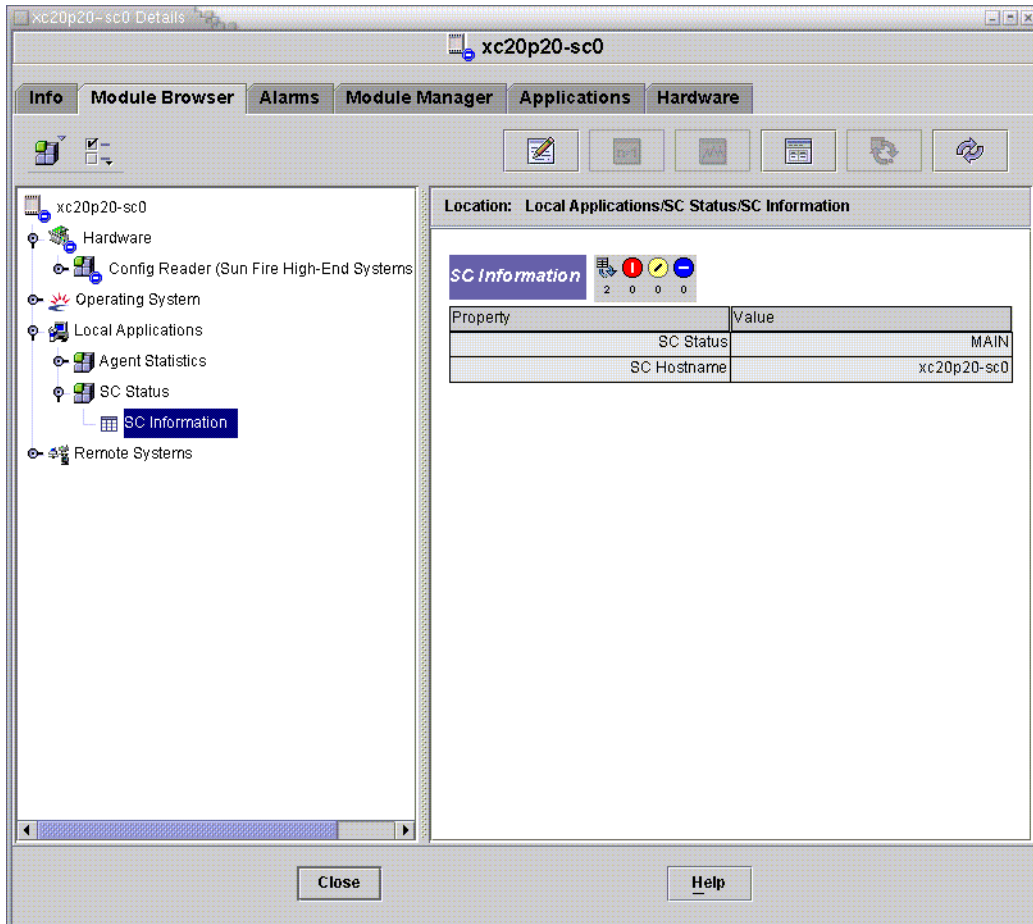 xc20p20-sc0 Details
xc20p20-sc0
Info Module Browser Alarms Module Manager Applications Hardware
xc20p20-sc0
Hardware
Config Reader (Sun Fire High-End Systems
Operating System
Local Applications
Agent Statistics
SC Status
SC Information
Remote Systems
Location: Local Applications/SC Status/SC Information
SC Information
2 0 0 0
Property Value
SC Status MAIN
SC Hostname xc20p20-sc0
Close Help